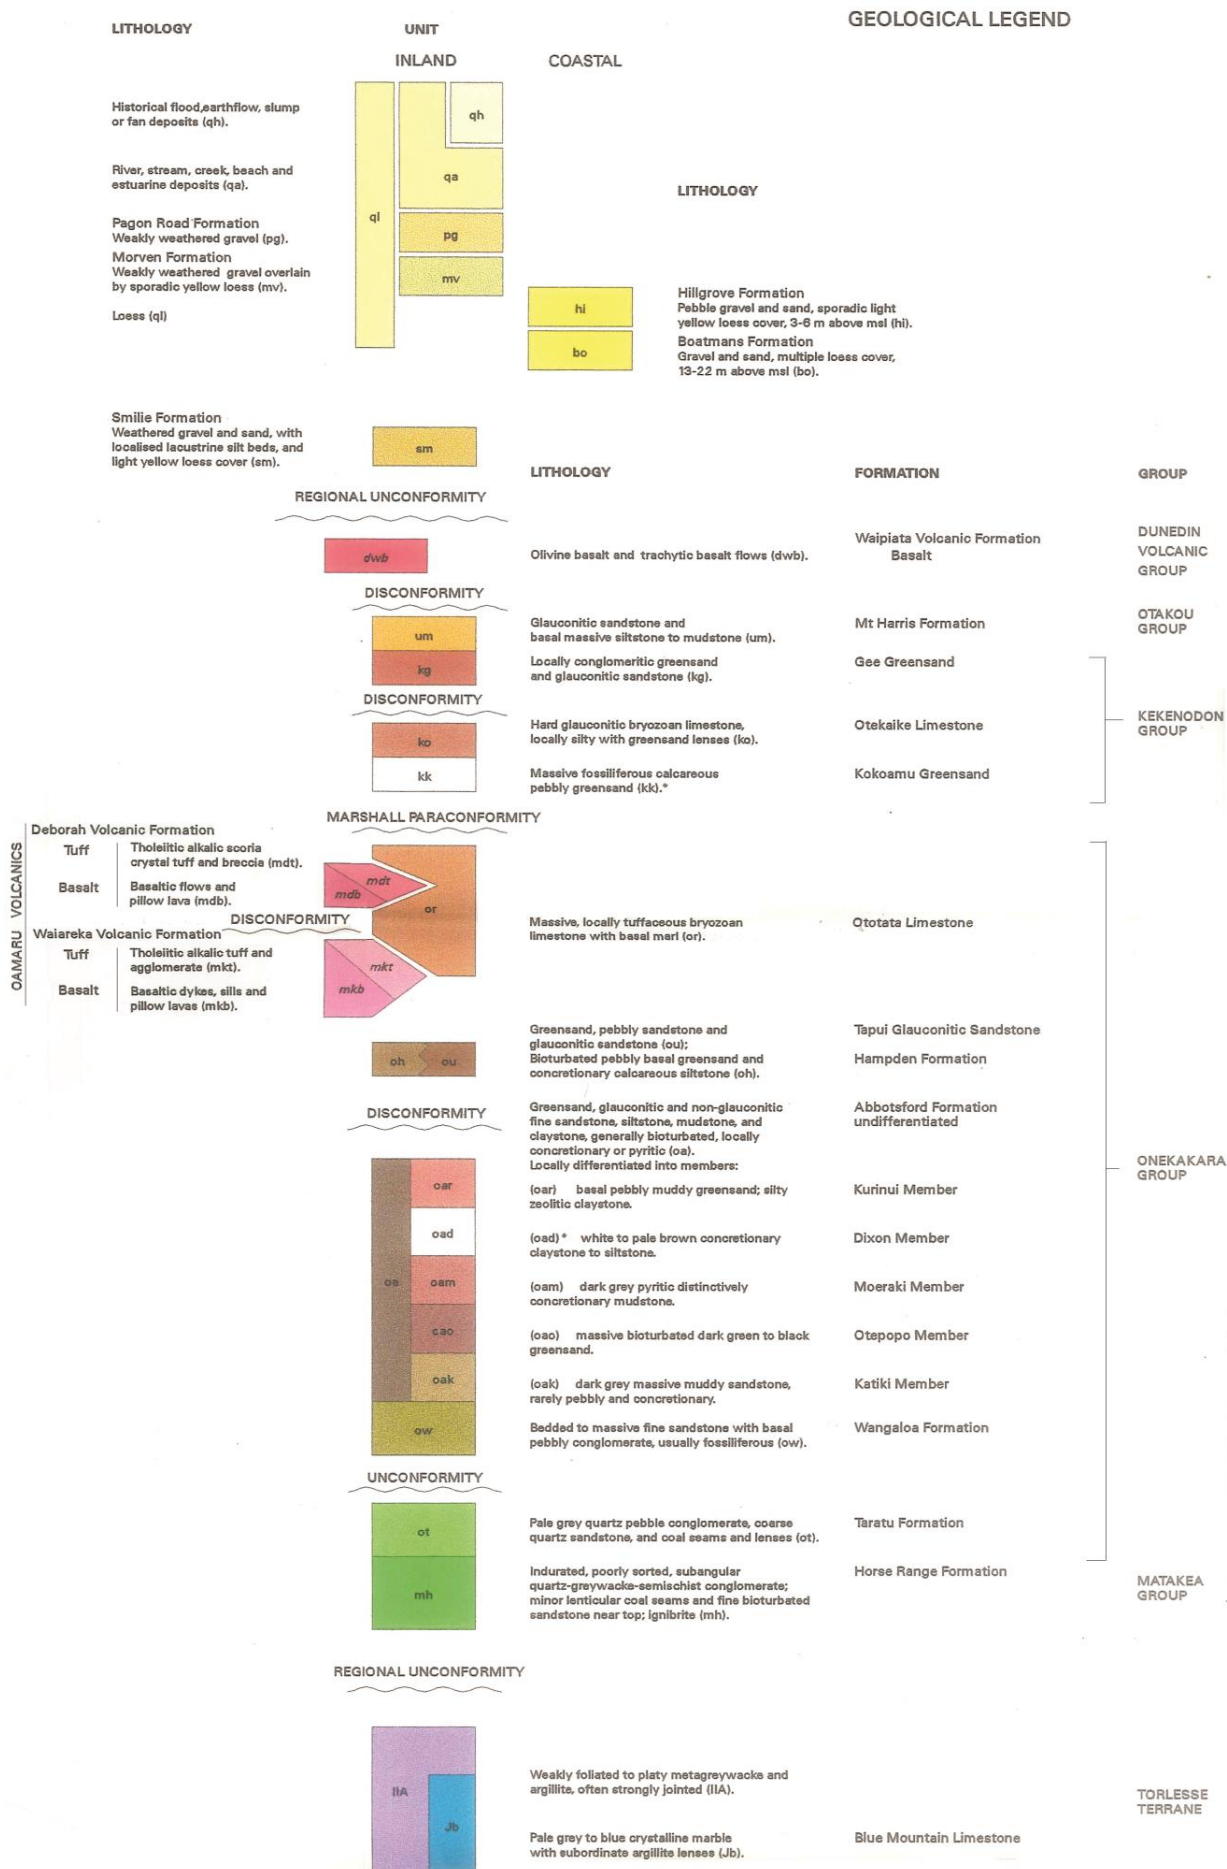 GEOLOGICAL LEGEND
LITHOLOGY
UNIT
INLAND
COASTAL
Historical flood,earthflow, slump
or fan deposits (qh).
River, stream, creek, beach and
estuarine deposits (qa).
Pagon Road Formation
Weakly weathered gravel (pg).
Morven Formation
Weakly weathered gravel overlain
by sporadic yellow loess (mv).
Loess (ql)
qh
qa
ql
pg
mv
LITHOLOGY
hi
Hillgrove Formation
Pebble gravel and sand, sporadic light
yellow loess cover, 3-6 m above msl (hi).
bo
Boatmans Formation
Gravel and sand, multiple loess cover,
13-22 m above msl (bo).
Smilie Formation
Weathered gravel and sand, with
localised lacustrine silt beds, and
light yellow loess cover (sm).
sm
LITHOLOGY
FORMATION
GROUP
REGIONAL UNCONFORMITY
dwb
Olivine basalt and trachytic basalt flows (dwb).
Waipiata Volcanic Formation
Basalt
DUNEDIN
VOLCANIC
GROUP
DISCONFORMITY
um
Glauconitic sandstone and
basal massive siltstone to mudstone (um).
Mt Harris Formation
OTAKOU
GROUP
kg
Locally conglomeritic greensand
and glauconitic sandstone (kg).
Gee Greensand
DISCONFORMITY
ko
Hard glauconitic bryozoan limestone,
locally silty with greensand lenses (ko).
Otekaike Limestone
KEKENODON
GROUP
kk
Massive fossiliferous calcareous
pebbly greensand (kk).*
Kokoamu Greensand
MARSHALL PARACONFORMITY
OAMARU VOLCANICS
Deborah Volcanic Formation
Tuff
Tholeiitic alkalic scoria
crystal tuff and breccia (mdt).
Basalt
Basaltic flows and
pillow lava (mdb).
DISCONFORMITY
Waiareka Volcanic Formation
Tuff
Tholeiitic alkalic tuff and
agglomerate (mkt).
Basalt
Basaltic dykes, sills and
pillow lavas (mkb).
mdt
mdb
or
mkt
mkb
Massive, locally tuffaceous bryozoan
limestone with basal marl (or).
Ototata Limestone
oh
ou
Greensand, pebbly sandstone and
glauconitic sandstone (ou);
Bioturbated pebbly basal greensand and
concretionary calcareous siltstone (oh).
Tapui Glauconitic Sandstone
Hampden Formation
DISCONFORMITY
Greensand, glauconitic and non-glauconitic
fine sandstone, siltstone, mudstone, and
claystone, generally bioturbated, locally
concretionary or pyritic (oa).
Locally differentiated into members:
Abbotsford Formation
undifferentiated
ONEKAKARA
GROUP
oa
oar
(oar) basal pebbly muddy greensand; silty
zeolitic claystone.
Kurinui Member
oad
(oad) * white to pale brown concretionary
claystone to siltstone.
Dixon Member
oam
(oam) dark grey pyritic distinctively
concretionary mudstone.
Moeraki Member
oao
(oao) massive bioturbated dark green to black
greensand.
Otepopo Member
oak
(oak) dark grey massive muddy sandstone,
rarely pebbly and concretionary.
Katiki Member
ow
Bedded to massive fine sandstone with basal
pebbly conglomerate, usually fossiliferous (ow).
Wangaloa Formation
UNCONFORMITY
ot
Pale grey quartz pebble conglomerate, coarse
quartz sandstone, and coal seams and lenses (ot).
Taratu Formation
mh
Indurated, poorly sorted, subangular
quartz-greywacke-semischist conglomerate;
minor lenticular coal seams and fine bioturbated
sandstone near top; ignibrite (mh).
Horse Range Formation
MATAKEA
GROUP
REGIONAL UNCONFORMITY
IIA
Weakly foliated to platy metagreywacke and
argillite, often strongly jointed (IIA).
TORLESSE
TERRANE
Jb
Pale grey to blue crystalline marble
with subordinate argillite lenses (Jb).
Blue Mountain Limestone